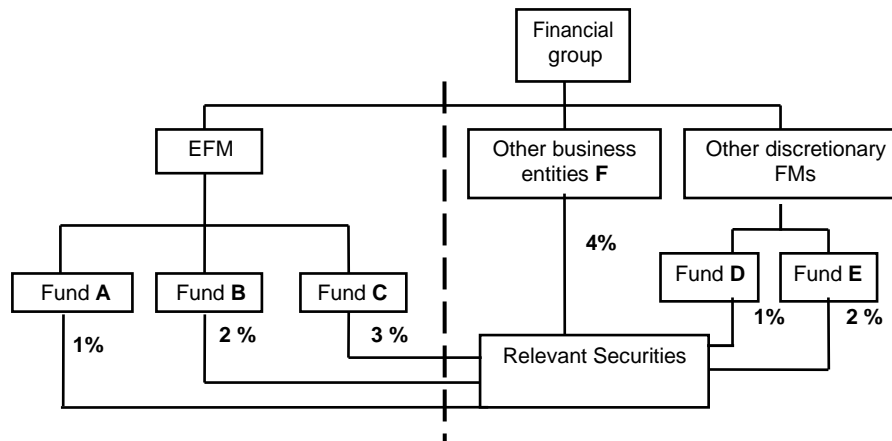 Financial
group
EFM
Other business
entities F
Other discretionary
FMs
4%
Fund A
Fund B
Fund C
Fund D
Fund E
1%
2 %
3 %
1%
2 %
Relevant Securities